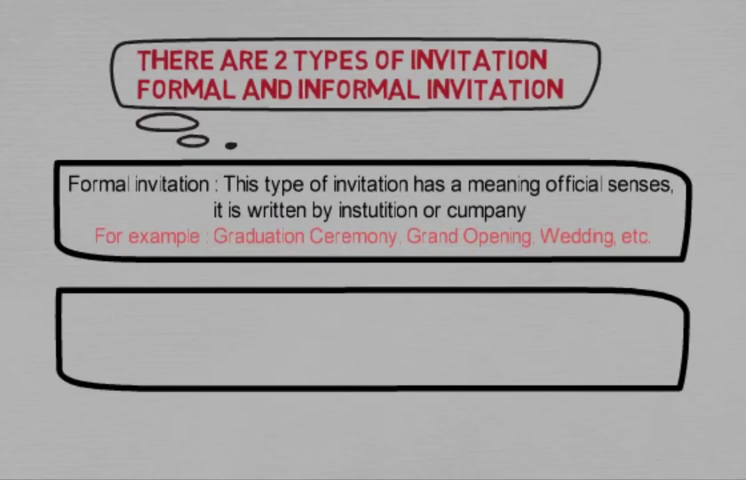 THERE ARE 2 TYPES OF INVITATION
FORMAL AND INFORMAL INVITATION
Formal invitation : This type of invitation has a meaning official senses,
it is written by instutition or cumpany
For example : Graduation Ceremony, Grand Opening, Wedding, etc.